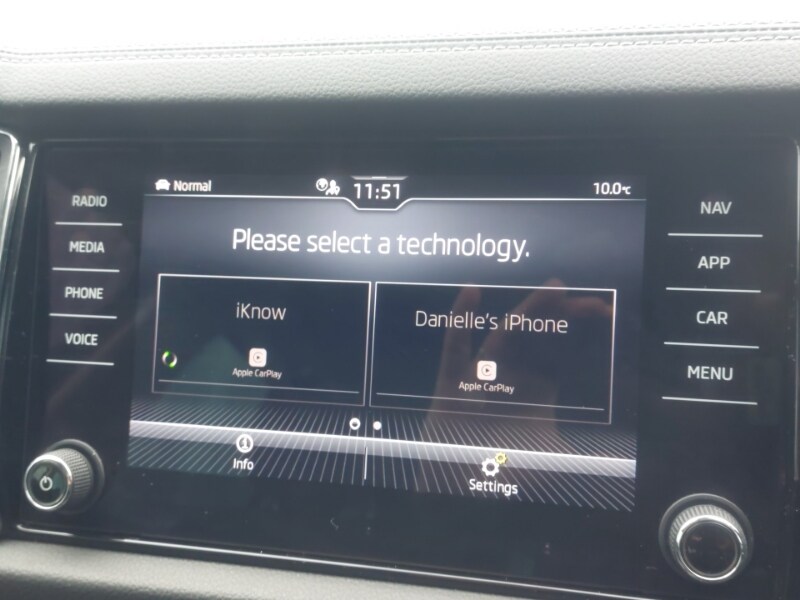 RADIO
MEDIA
PHONE
VOICE
Normal
11:51
10.0°C
Please select a technology.
iKnow
Apple CarPlay
Danielle's iPhone
Apple CarPlay
Info
Settings
NAV
APP
CAR
MENU